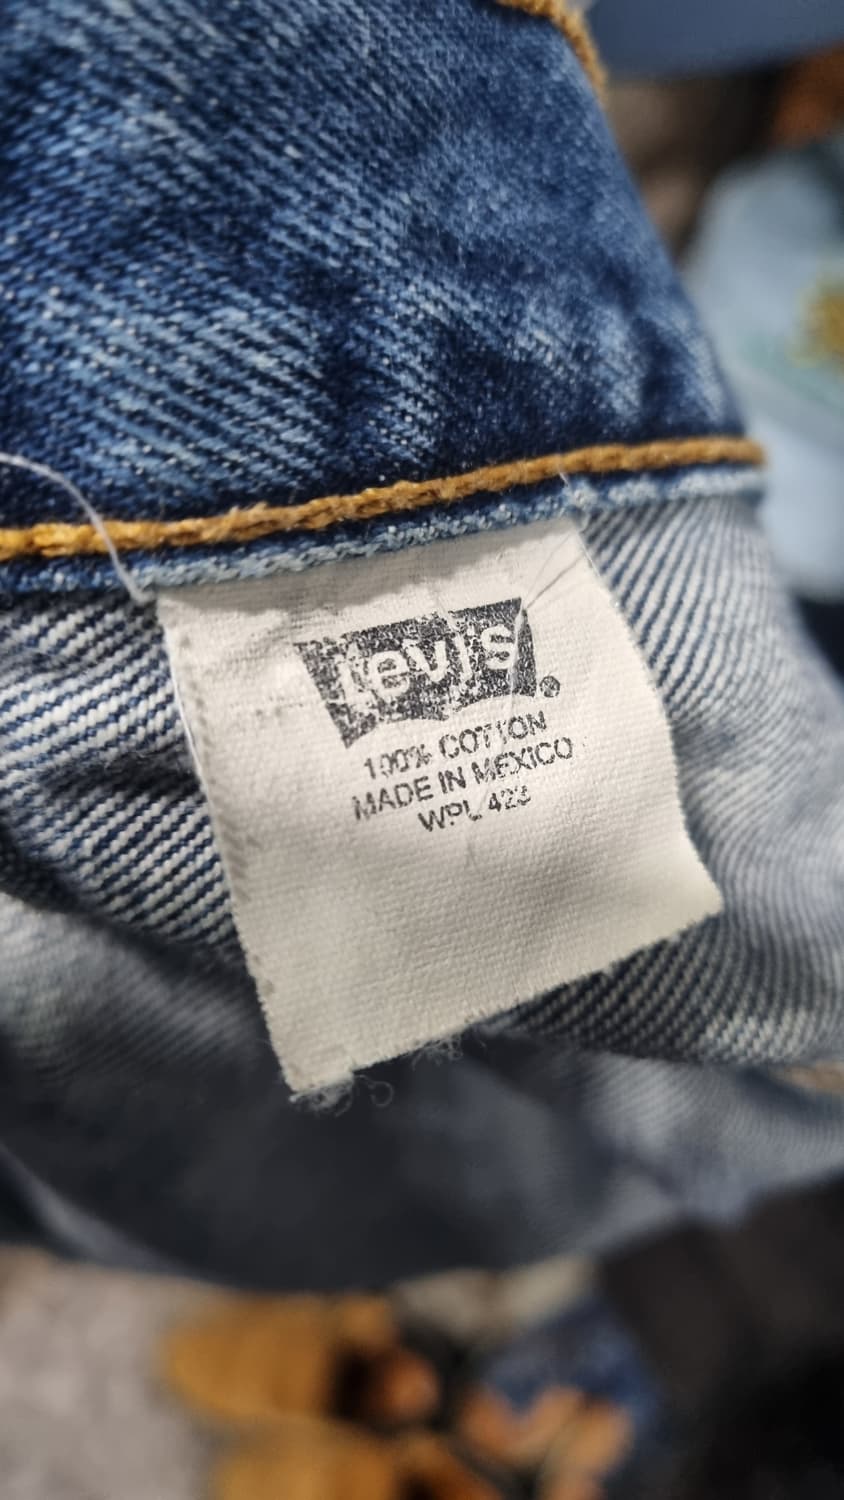 Levi's®
100% COTTON
MADE IN MEXICO
WPL 423